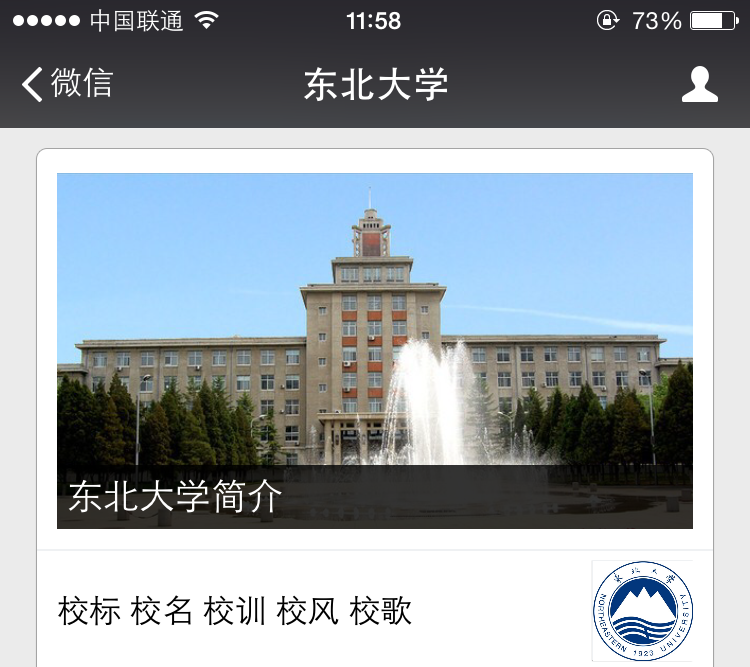 中国联通 11:58 73%
微信 东北大学
东北大学简介
校标 校名 校训 校风 校歌
东北大学
NORTHEASTERN 1923 UNIVERSITY